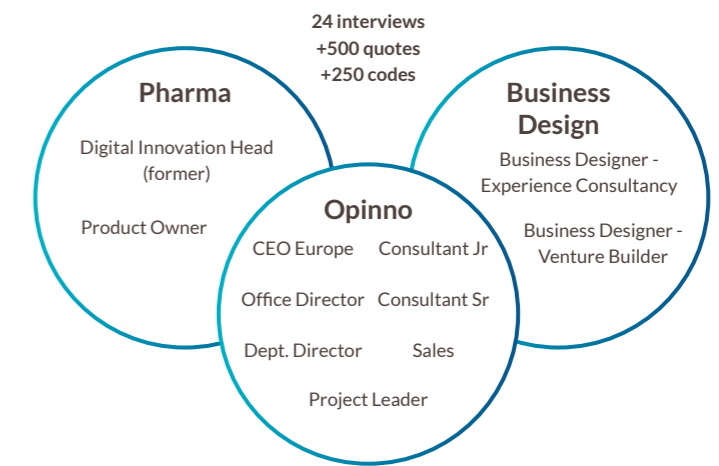 24 interviews
+500 quotes
+250 codes
Pharma
Digital Innovation Head
(former)
Product Owner
Business
Design
Business Designer -
Experience Consultancy
Business Designer -
Venture Builder
Opinno
CEO Europe
Consultant Jr
Office Director
Consultant Sr
Dept. Director
Sales
Project Leader